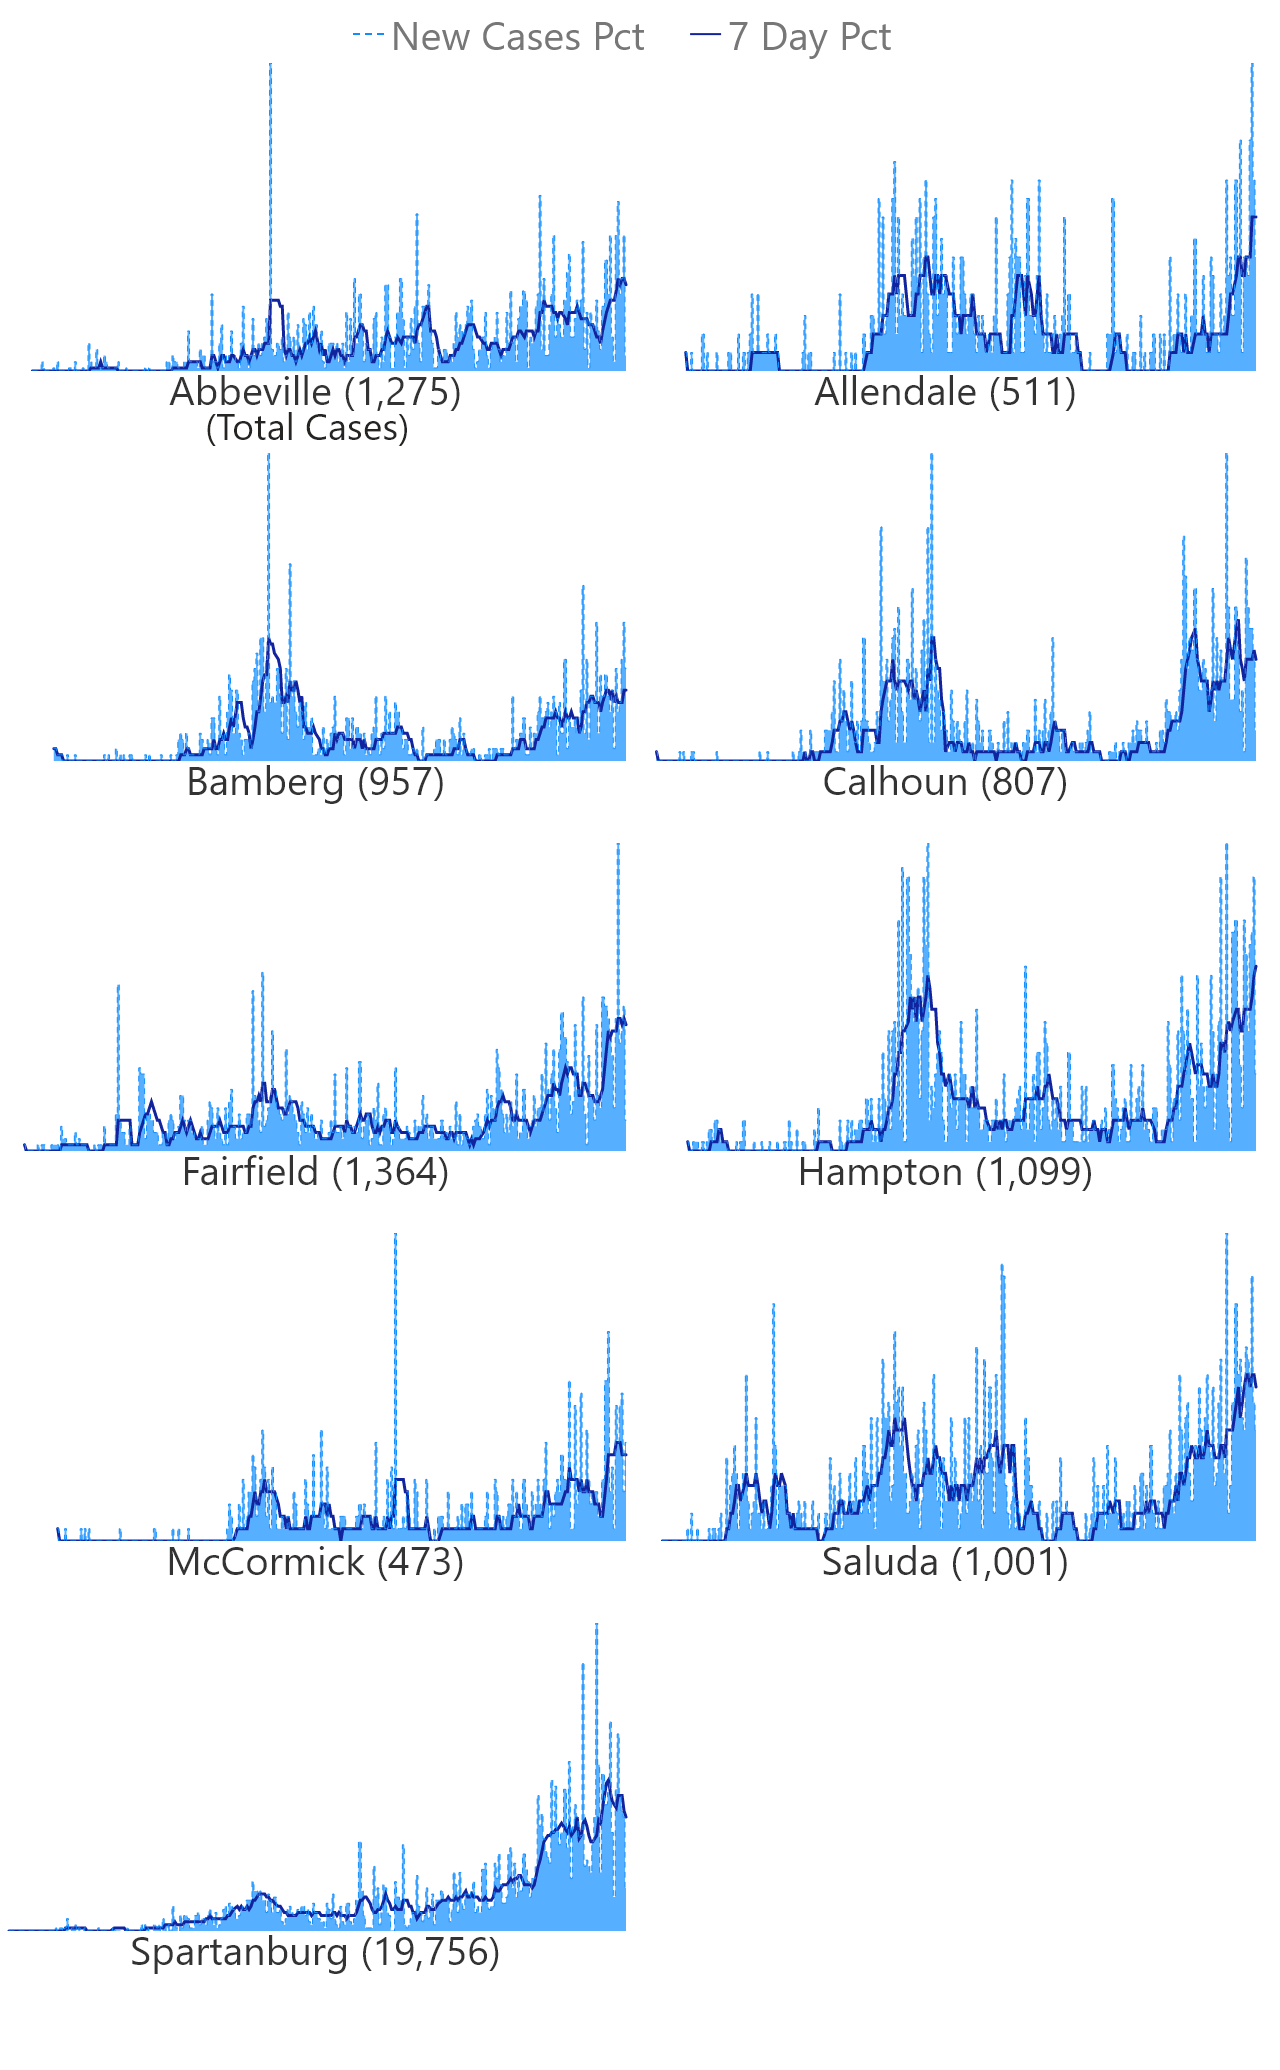 New Cases Pct 7 Day Pct
Abbeville (1,275) Allendale (511)
(Total Cases)
Bamberg (957) Calhoun (807)
Fairfield (1,364) Hampton (1,099)
McCormick (473) Saluda (1,001)
Spartanburg (19,756)